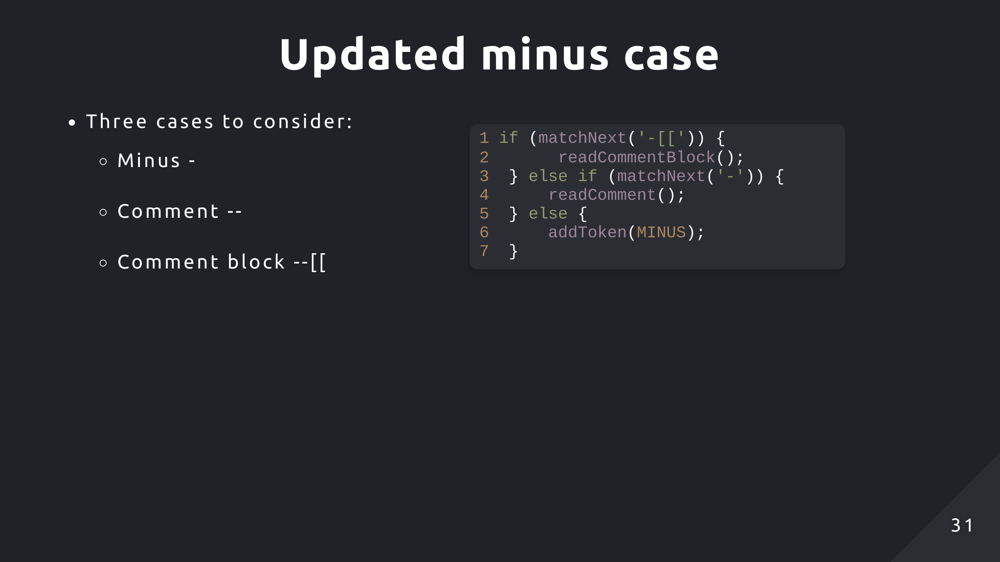 Updated minus case
• Three cases to consider:
◦ Minus -
◦ Comment --
◦ Comment block --[[
1 if (matchNext('-[[')) {
2       readCommentBlock();
3  } else if (matchNext('-')) {
4      readComment();
5  } else {
6      addToken(MINUS);
7  }
31